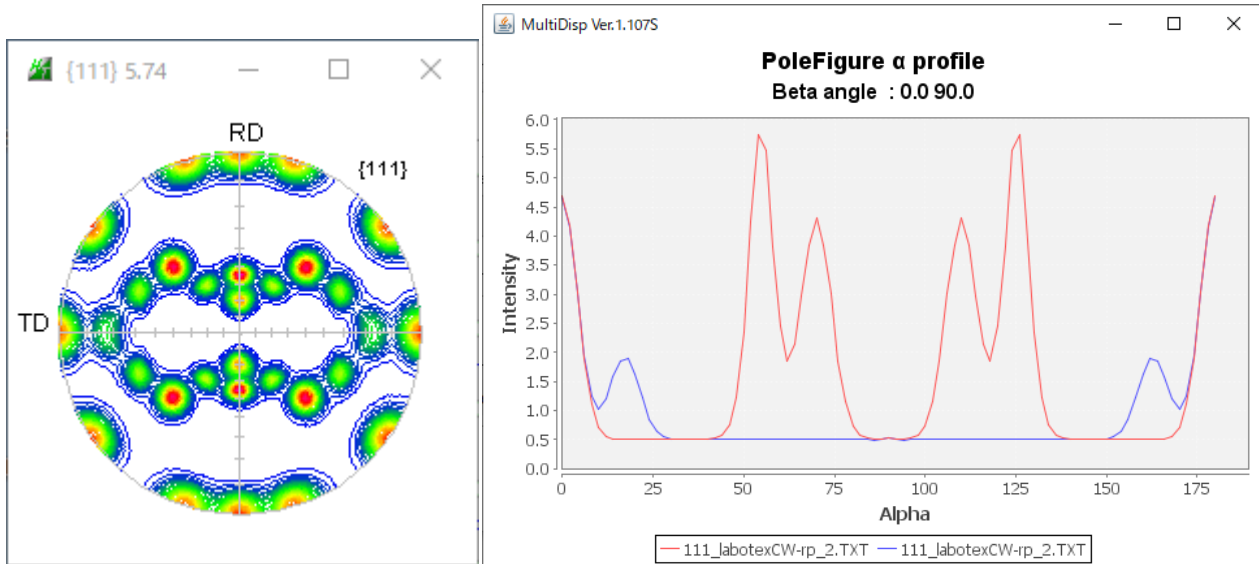 {111} 5.74
RD
{111}
TD
MultiDisp Ver.1.107S
PoleFigure α profile
Beta angle : 0.0 90.0
6.0
5.5
5.0
4.5
4.0
3.5
3.0
2.5
2.0
1.5
1.0
0.5
0.0
Intensity
0 25 50 75 100 125 150 175
Alpha
111_labotexCW-rp_2.TXT 111_labotexCW-rp_2.TXT